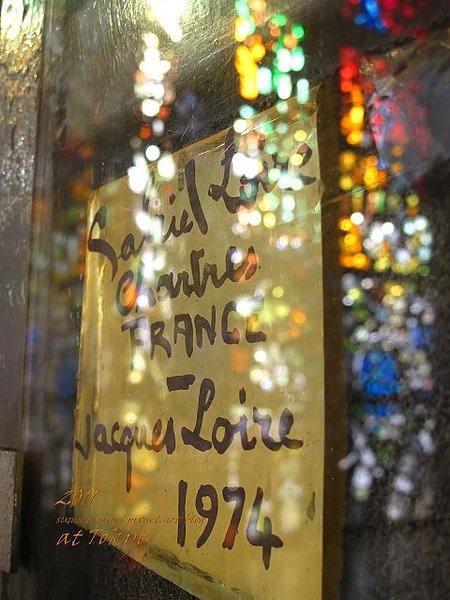 Gabriel Loire
Chartres
FRANCE
-
Jacques Loire
1974
2011
at Tokyo